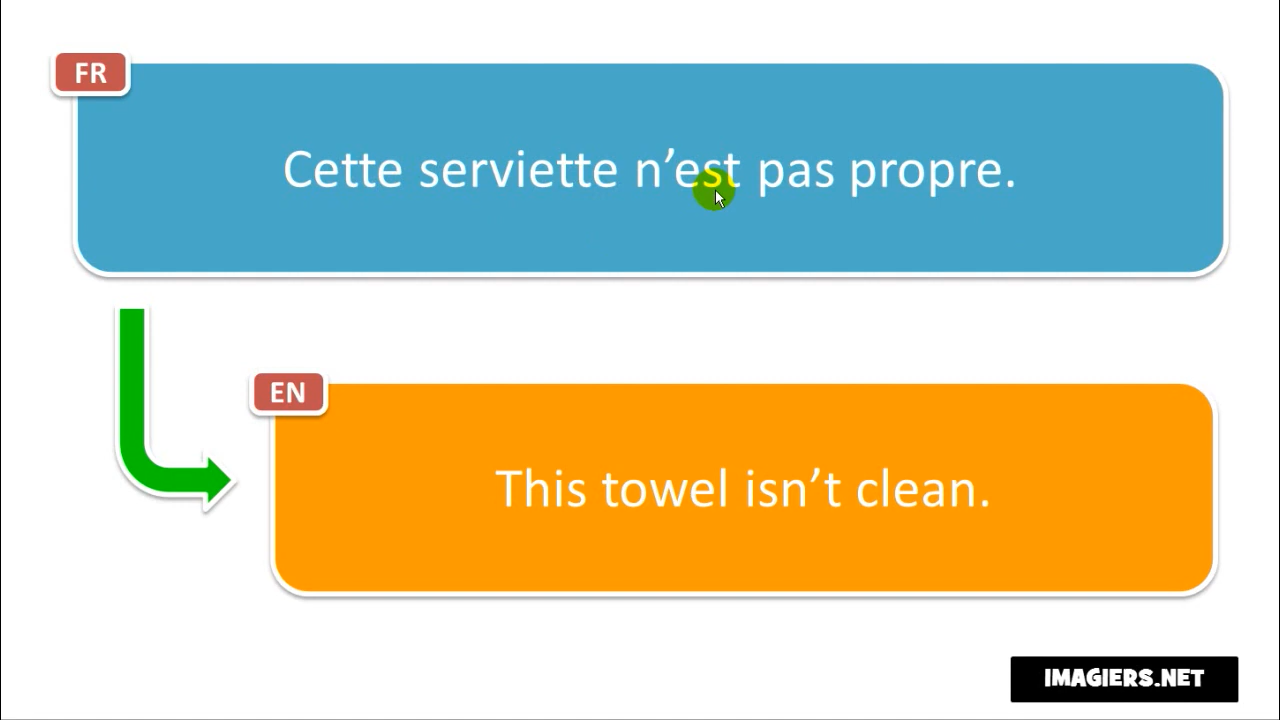 FR
Cette serviette n’est pas propre.
EN
This towel isn’t clean.
IMAGIERS.NET